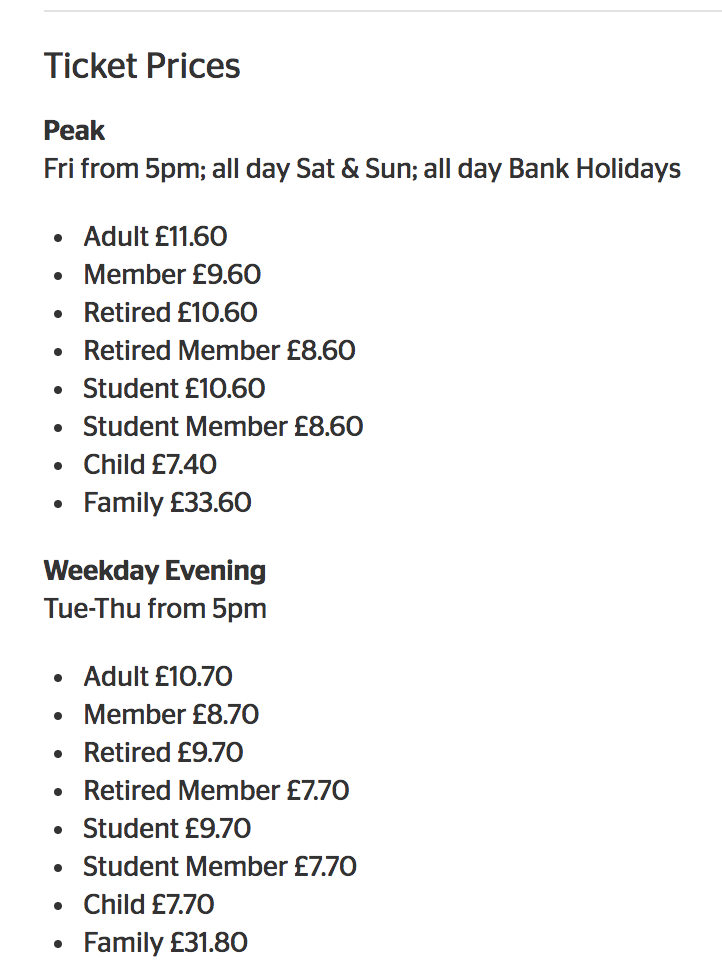 Ticket Prices
Peak
Fri from 5pm; all day Sat & Sun; all day Bank Holidays
• Adult £11.60
• Member £9.60
• Retired £10.60
• Retired Member £8.60
• Student £10.60
• Student Member £8.60
• Child £7.40
• Family £33.60
Weekday Evening
Tue-Thu from 5pm
• Adult £10.70
• Member £8.70
• Retired £9.70
• Retired Member £7.70
• Student £9.70
• Student Member £7.70
• Child £7.70
• Family £31.80